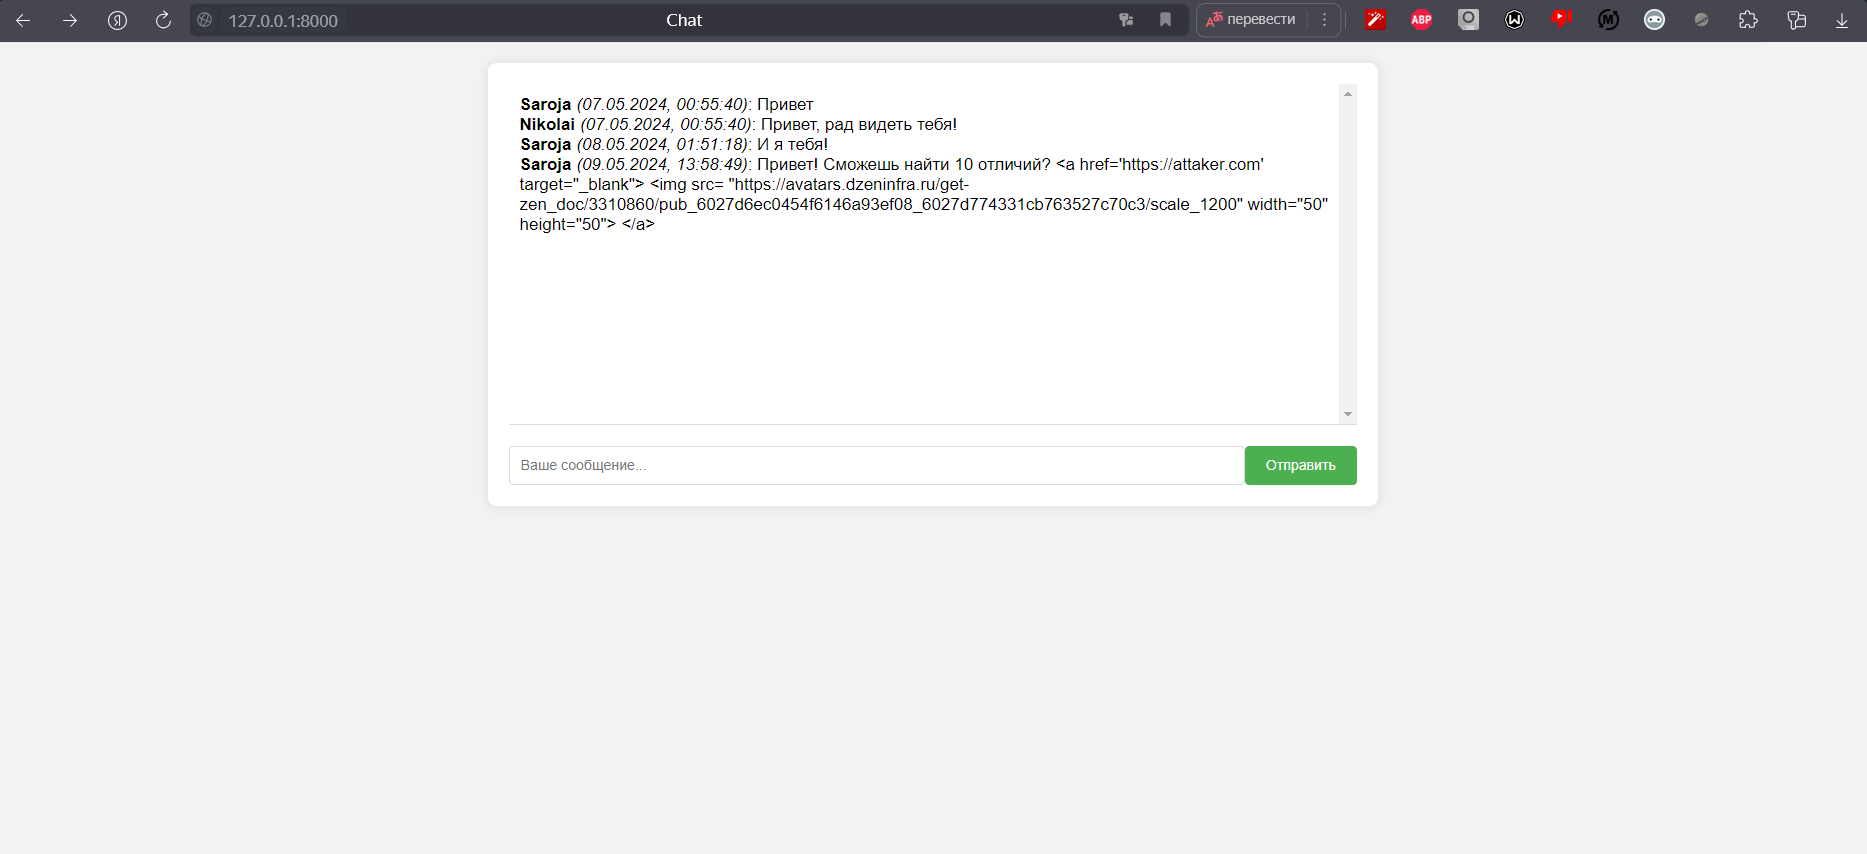 127.0.0.1:8000
Chat
перевести
ABP
Saroja (07.05.2024, 00:55:40): Привет
Nikolai (07.05.2024, 00:55:40): Привет, рад видеть тебя!
Saroja (08.05.2024, 01:51:18): И я тебя!
Saroja (09.05.2024, 13:58:49): Привет! Сможешь найти 10 отличий? <a href='https://attaker.com'
target="_blank"> <img src= "https://avatars.dzeninfra.ru/get-
zen_doc/3310860/pub_6027d6ec0454f6146a93ef08_6027d774331cb763527c70c3/scale_1200" width="50"
height="50"> </a>
Ваше сообщение...
Отправить